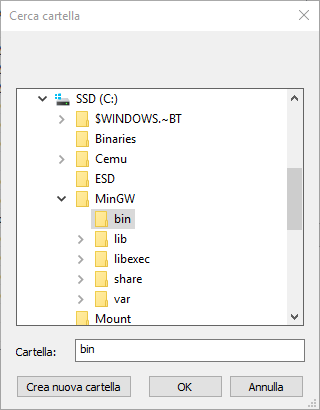 Cerca cartella
SSD (C:)
$WINDOWS.~BT
Binaries
Cemu
ESD
MinGW
bin
lib
libexec
share
var
Mount
Cartella:
bin
Crea nuova cartella
OK
Annulla